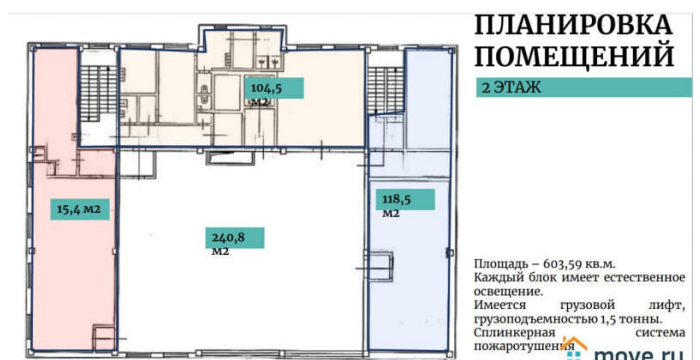 ПЛАНИРОВКА
ПОМЕЩЕНИЙ
2 ЭТАЖ
104,5
м2
15,4 м2
118,5
м2
240,8
м2
Площадь – 603,59 кв.м.
Каждый блок имеет естественное
освещение.
Имеется грузовой лифт,
грузоподъемностью 1,5 тонны.
Сплинкерная система
пожаротушения
move.ru